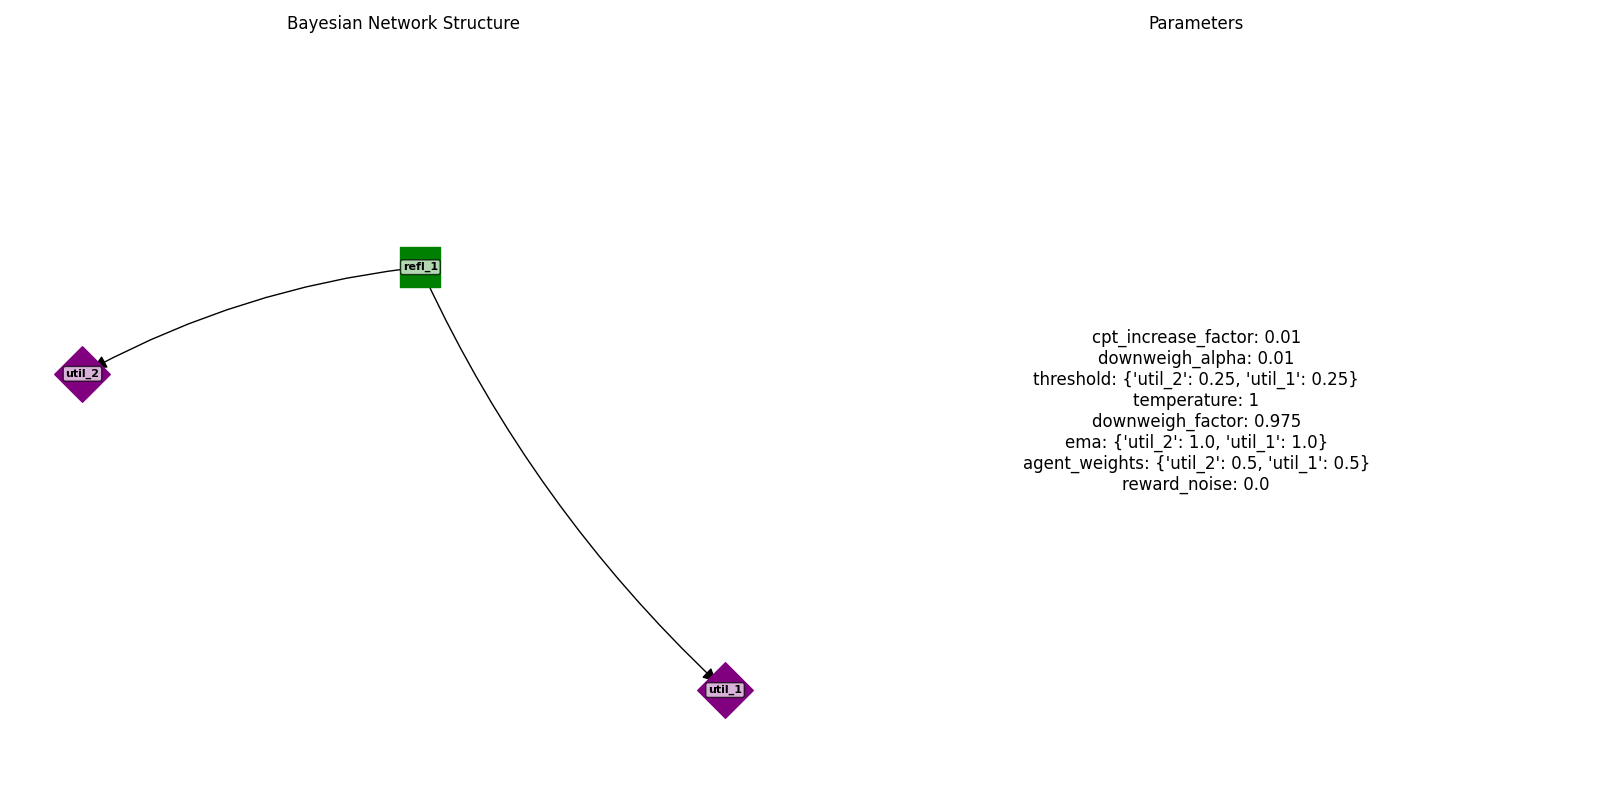 Bayesian Network Structure
refl_1
util_2
util_1
Parameters
cpt_increase_factor: 0.01
downweigh_alpha: 0.01
threshold: {'util_2': 0.25, 'util_1': 0.25}
temperature: 1
downweigh_factor: 0.975
ema: {'util_2': 1.0, 'util_1': 1.0}
agent_weights: {'util_2': 0.5, 'util_1': 0.5}
reward_noise: 0.0